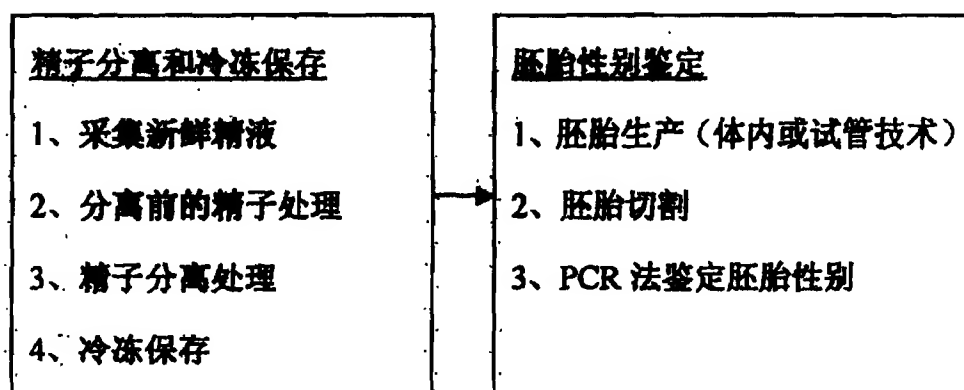 精子分离和冷冻保存
1、采集新鲜精液
2、分离前的精子处理
3、精子分离处理
4、冷冻保存
胚胎性别鉴定
1、胚胎生产（体内或试管技术）
2、胚胎切割
3、PCR 法鉴定胚胎性别